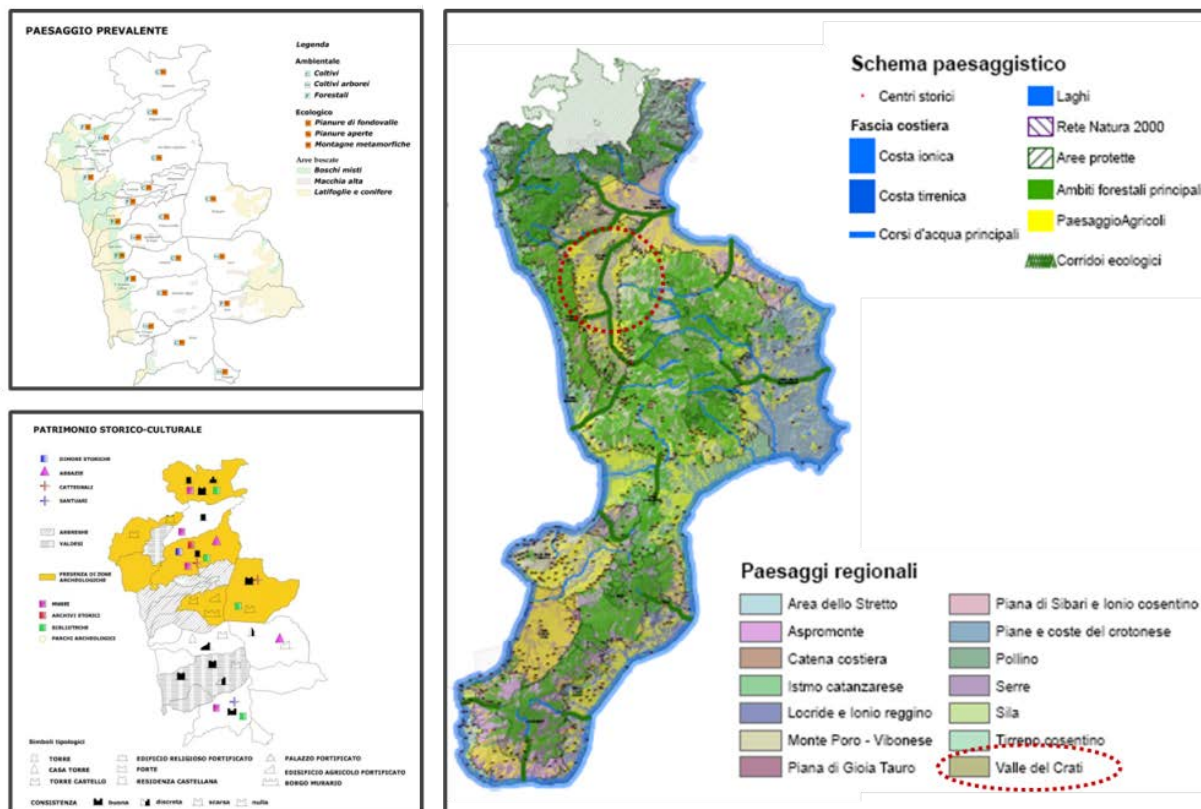 PAESAGGIO PREVALENTE
Legenda
Ambientale
Coltivi
Coltivi arborei
Forestali
Ecologico
Pianure di fondovalle
Pianure aperte
Montagne metamorfiche
Aree boscate
Boschi misti
Macchia alta
Latifoglie e conifere
PATRIMONIO STORICO-CULTURALE
DIMORE STORICHE
ABBAZIE
CATTEDRALI
SANTUARI
ARBRESHE
VALDESI
PRESENZA DI ZONE
ARCHEOLOGICHE
MUSEI
ARCHIVI STORICI
BIBLIOTECHE
PARCHI ARCHEOLOGICI
Simboli tipologici
TORRE
CASA TORRE
TORRE CASTELLO
EDIFICIO RELIGIOSO FORTIFICATO
FORTE
RESIDENZA CASTELLANA
PALAZZO FORTIFICATO
EDISIFICIO AGRICOLO FORTIFICATO
BORGO MURARIO
CONSISTENZA buona discreta scarsa nulla
Schema paesaggistico
Centri storici
Fascia costiera
Costa ionica
Costa tirrenica
Corsi d'acqua principali
Laghi
Rete Natura 2000
Aree protette
Ambiti forestali principali
PaesaggioAgricoli
Corridoi ecologici
Paesaggi regionali
Area dello Stretto
Aspromonte
Catena costiera
Istmo catanzarese
Locride e Ionio reggino
Monte Poro - Vibonese
Piana di Gioia Tauro
Piana di Sibari e Ionio cosentino
Piane e coste del crotonese
Pollino
Serre
Sila
Tirreno cosentino
Valle del Crati